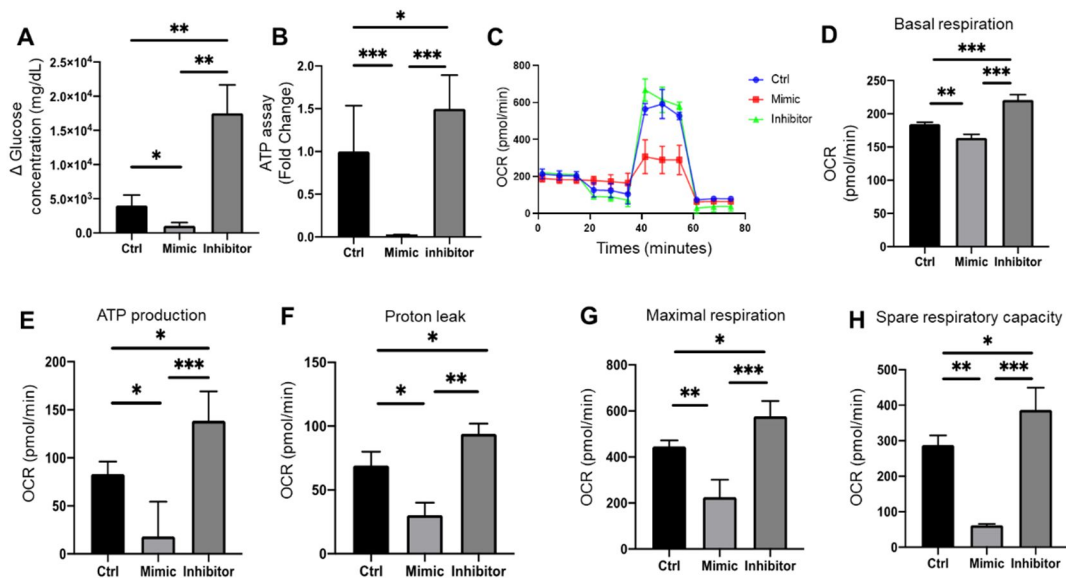 A
Δ Glucose
concentration (mg/dL)
2.5×10⁴
2.0×10⁴
1.5×10⁴
1.0×10⁴
5.0×10³
0.0
**
**
*
Ctrl Mimic Inhibitor
B
ATP assay
(Fold Change)
2.0
1.5
1.0
0.5
0.0
*
*** ***
Ctrl Mimic inhibitor
C
OCR (pmol/min)
800
600
400
200
0
0 20 40 60 80
Times (minutes)
Ctrl
Mimic
Inhibitor
D
Basal respiration
OCR
(pmol/min)
250
200
150
100
50
0
***
** ***
Ctrl Mimic Inhibitor
E
ATP production
OCR (pmol/min)
200
150
100
50
0
*
* ***
Ctrl Mimic Inhibitor
F
Proton leak
OCR (pmol/min)
150
100
50
0
*
* **
Ctrl Mimic Inhibitor
G
Maximal respiration
OCR (pmol/min)
800
600
400
200
0
*
** ***
Ctrl Mimic Inhibitor
H
Spare respiratory capacity
OCR (pmol/min)
500
400
300
200
100
0
*
** ***
Ctrl Mimic Inhibitor